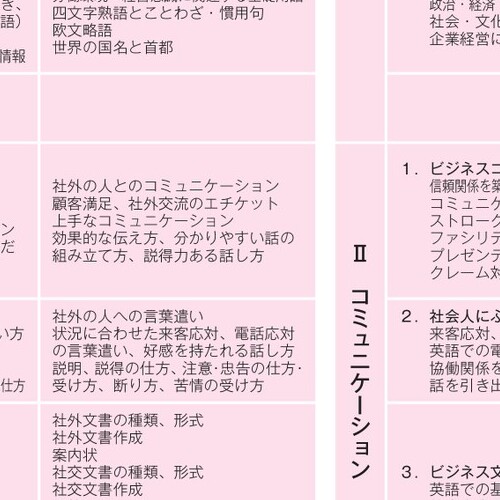 ぎ、
語）
情報
四文字熟語とことわざ・慣用句
欧文略語
世界の国名と首都
政治・経済
社会・文化
企業経営に
ン
だ
社外の人とのコミュニケーション
顧客満足、社外交流のエチケット
上手なコミュニケーション
効果的な伝え方、分かりやすい話の
組み立て方、説得力ある話し方
い方
仕方
社外の人への言葉遣い
状況に合わせた来客応対、電話応対
の言葉遣い、好感を持たれる話し方
説明、説得の仕方、注意・忠告の仕方・
受け方、断り方、苦情の受け方
社外文書の種類、形式
社外文書作成
案内状
社交文書の種類、形式
社交文書作成
Ⅱ コミュニケーション
1. ビジネスコ
信頼関係を築
コミュニケ
ストローク
ファシリテ
プレゼンテ
クレーム対
2. 社会人にふ
来客応対、
英語での電
協働関係を
話を引き出
3. ビジネス文
英語での基